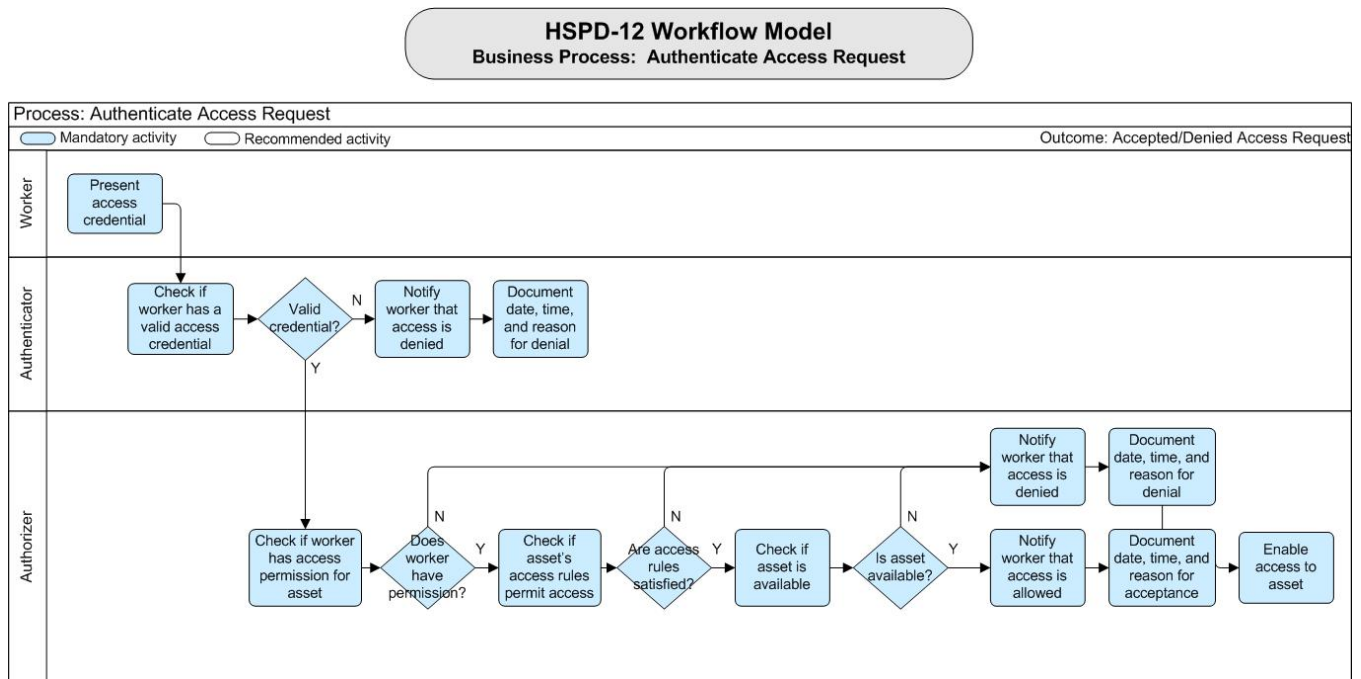 HSPD-12 Workflow Model
Business Process:  Authenticate Access Request
Process: Authenticate Access Request
Mandatory activity
Recommended activity
Outcome: Accepted/Denied Access Request
Worker
Present
access
credential
Authenticator
Check if
worker has a
valid access
credential
Valid
credential?
N
Y
Notify
worker that
access is
denied
Document
date, time,
and reason
for denial
Authorizer
Check if worker
has access
permission for
asset
Does
worker
have
permission?
N
Y
Check if
asset's
access rules
permit access
Are access
rules
satisfied?
N
Y
Check if
asset is
available
Is asset
available?
N
Y
Notify
worker that
access is
denied
Document
date, time, and
reason for
denial
Notify
worker that
access is
allowed
Document
date, time, and
reason for
acceptance
Enable
access to
asset